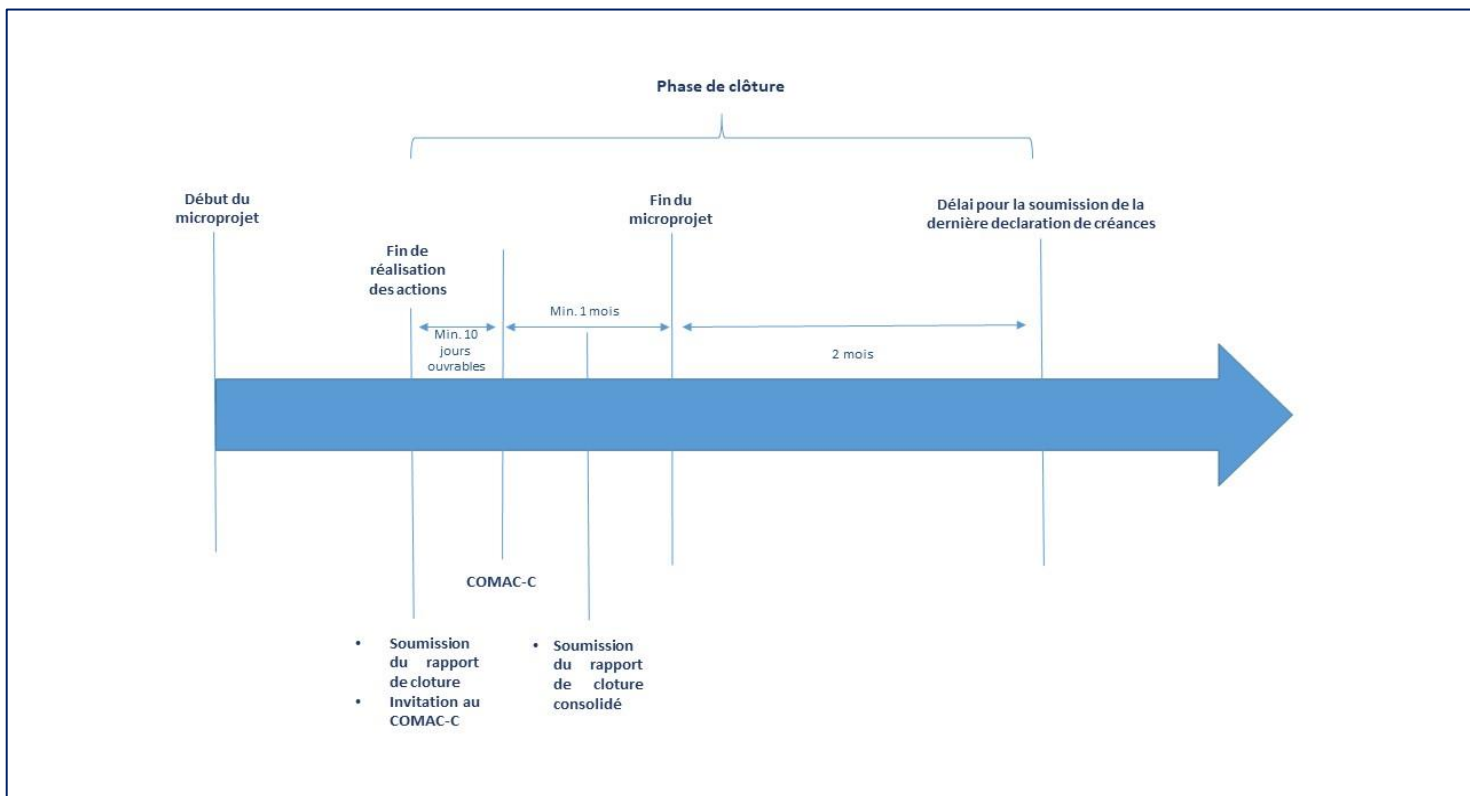 Phase de clôture
Début du
microprojet
Fin du
microprojet
Délai pour la soumission de la
dernière declaration de créances
Fin de
réalisation
des actions
Min. 10
jours
ouvrables
Min. 1 mois
2 mois
COMAC-C
• Soumission
du rapport
de cloture
• Invitation au
COMAC-C
• Soumission
du rapport
de cloture
consolidé